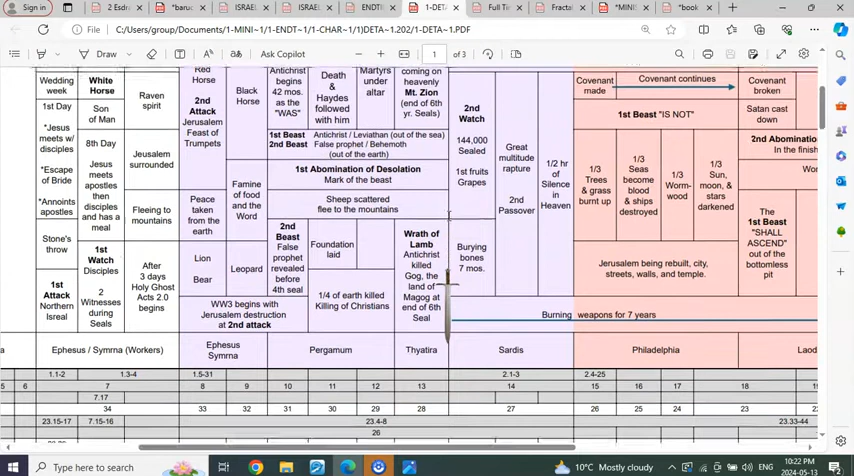 Sign in
2 Esdra
*baruc
ISRAEL
ISRAEL
ENDTI
1-DETA
Full Tim
Fractal
*MINIS
*book
File
C:/Users/group/Documents/1-MINI~1/1-ENDT~1/1-CHAR~1/1)DETA~1.202/1-DETA~1.PDF
Draw
Ask Copilot
1 of 3
Wedding
week
1st Day
*Jesus
meets w/
disciples
*Escape
of Bride
*Annoints
apostles
Stone's
throw
1st
Attack
Northern
Isreal
White
Horse
Son
of Man
8th Day
Jesus
meets
apostles
then
disciples
and has a
meal
1st
Watch
Disciples
2
Witnesses
during
Seals
Raven
spirit
Jerusalem
surrounded
Fleeing to
mountains
After
3 days
Holy Ghost
Acts 2.0
begins
Red
Horse
2nd
Attack
Jerusalem
Feast of
Trumpets
Peace
taken
from the
earth
Lion
Bear
Black
Horse
Famine
of food
and the
Word
Leopard
WW3 begins with
Jerusalem destruction
at 2nd attack
Antichrist
begins
42 mos.
as the
"WAS"
Death
&
Haydes
followed
with him
Martyrs
under
altar
coming on
heavenly
Mt. Zion
(end of 6th
yr. Seals)
1st Beast Antichrist / Leviathan (out of the sea)
2nd Beast False prophet / Behemoth
(out of the earth)
1st Abomination of Desolation
Mark of the beast
Sheep scattered
flee to the mountains
2nd
Beast
False
prophet
revealed
before
4th seal
Foundation
laid
1/4 of earth killed
Killing of Christians
Wrath of
Lamb
Antichrist
killed
Gog, the
land of
Magog at
end of 6th
Seal
2nd
Watch
144,000
Sealed
1st fruits
Grapes
Burying
bones
7 mos.
Great
multitude
rapture
2nd
Passover
1/2 hr
of
Silence
in
Heaven
Burning weapons for 7 years
Covenant
made
Covenant continues
Covenant
broken
1st Beast "IS NOT"
Satan cast
down
2nd Abomination
In the finish
1/3
Trees
& grass
burnt up
1/3
Seas
become
blood
& ships
destroyed
1/3
Worm-
wood
1/3
Sun,
moon, &
stars
darkened
The
1st Beast
"SHALL
ASCEND"
out of the
bottomless
pit
Jerusalem being rebuilt, city,
streets, walls, and temple.
Ephesus / Symrna (Workers)
Ephesus
Symrna
Pergamum
Thyatira
Sardis
Philadelphia
Laod
1.1-2 1.3-4 1.5-31 2.1-3 2.4-25
5 6 7 8 9 10 11 12 13 14 15 16 17 18
7.17
34 33 32 31 30 29 28 27 26 25 24 23
23.15-17 7.15-16 23.4-8 23.33-44
26
Type here to search
10°C Mostly cloudy
ENG
10:22 PM
2024-05-13